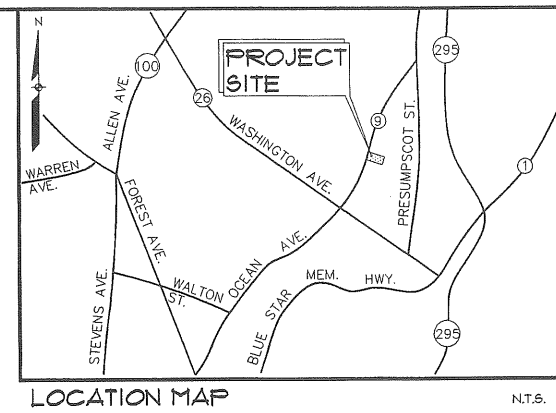 N
100
ALLEN AVE.
26
PROJECT
SITE
295
9
1
WASHINGTON AVE.
PRESUMPSCOT ST.
WARREN
AVE.
FOREST AVE.
STEVENS AVE.
WALTON
ST.
OCEAN AVE.
BLUE STAR MEM. HWY.
295
LOCATION MAP
N.T.S.